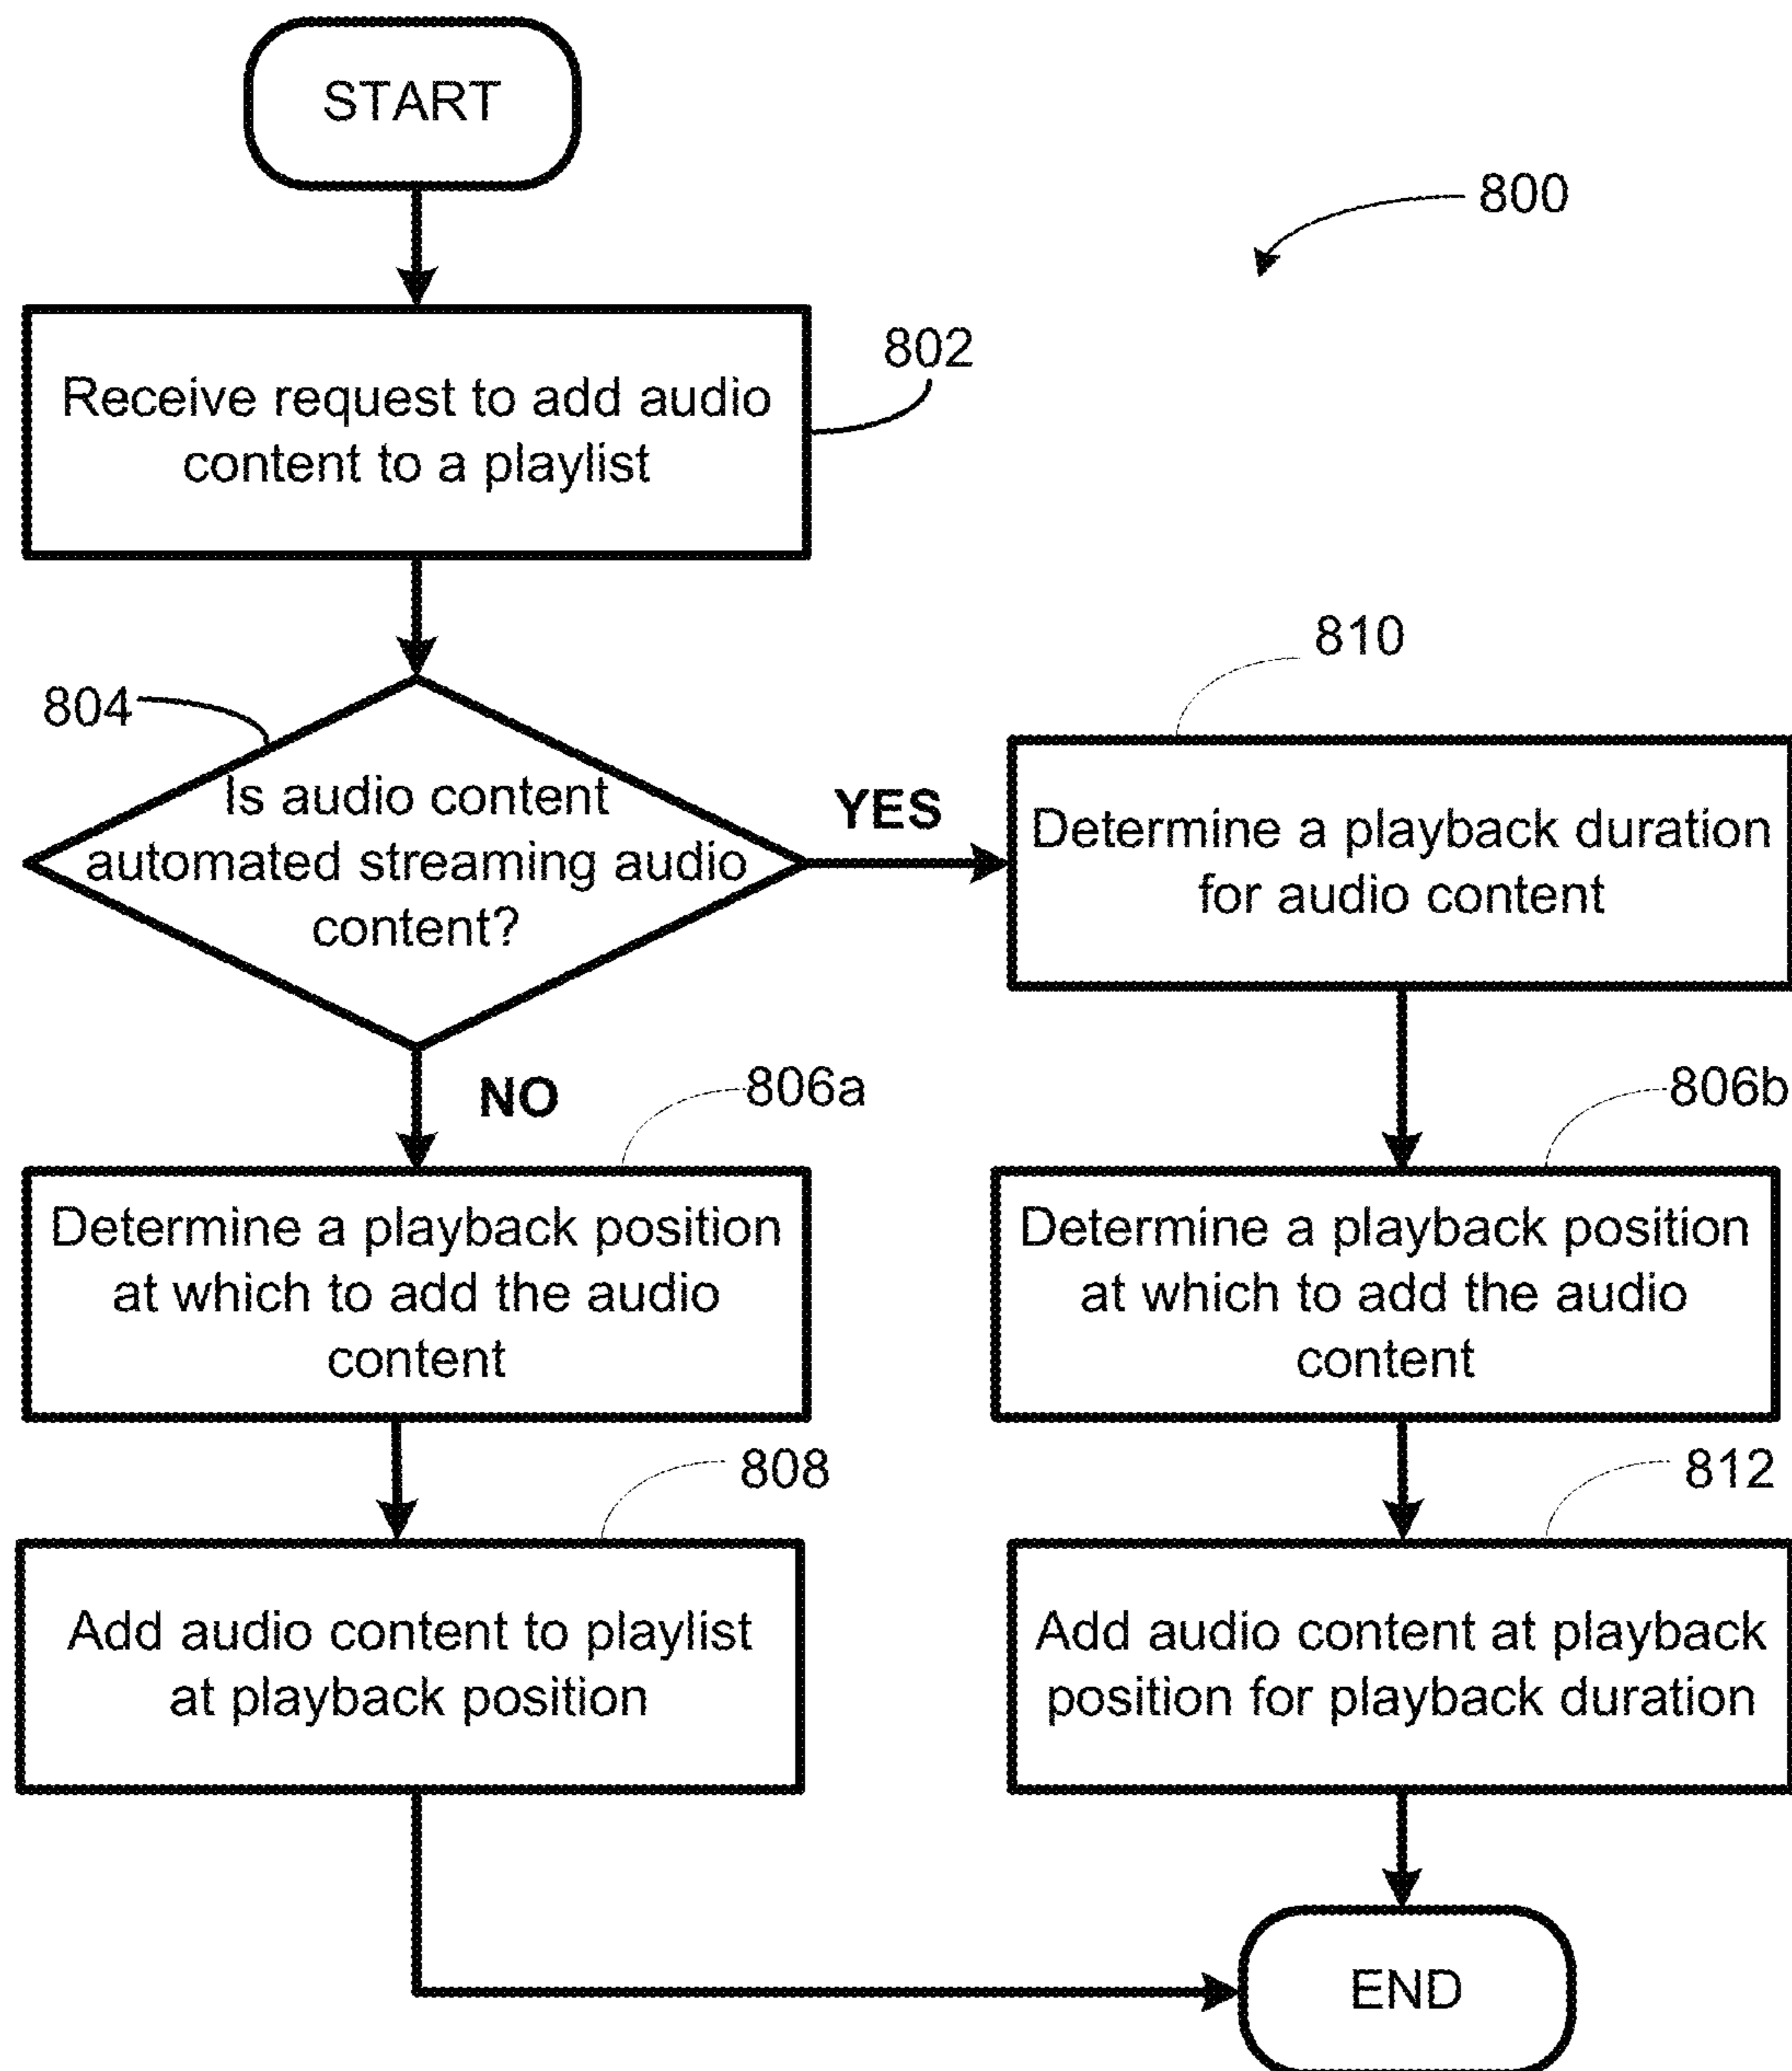 START
800
802
Receive request to add audio
content to a playlist
804
Is audio content
automated streaming audio
content?
YES
810
Determine a playback duration
for audio content
NO
806a
Determine a playback position
at which to add the audio
content
806b
Determine a playback position
at which to add the audio
content
808
Add audio content to playlist
at playback position
812
Add audio content at playback
position for playback duration
END